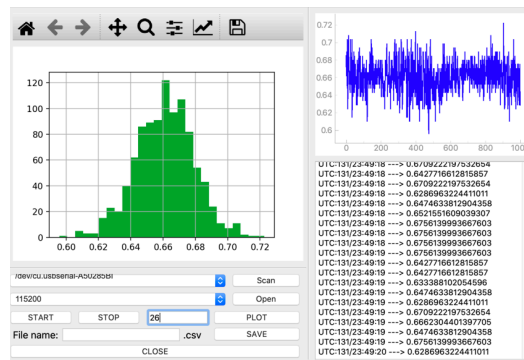 120
100
80
60
40
20
0
0.60 0.62 0.64 0.66 0.68 0.70 0.72
/dev/cu.usbserial-A50285BI
Scan
115200
Open
START STOP 26 PLOT
File name: .csv SAVE
CLOSE
0.72
0.7
0.68
0.66
0.64
0.62
0.6
0 200 400 600 800 1000
UTC:131/23:49:18 ---> 0.6709222197532654
UTC:131/23:49:18 ---> 0.6427716612815857
UTC:131/23:49:18 ---> 0.6709222197532654
UTC:131/23:49:18 ---> 0.6286963224411011
UTC:131/23:49:18 ---> 0.6474633812904358
UTC:131/23:49:18 ---> 0.6521551609039307
UTC:131/23:49:18 ---> 0.6756139993667603
UTC:131/23:49:18 ---> 0.6756139993667603
UTC:131/23:49:19 ---> 0.6756139993667603
UTC:131/23:49:19 ---> 0.6427716612815857
UTC:131/23:49:19 ---> 0.6427716612815857
UTC:131/23:49:19 ---> 0.633388102054596
UTC:131/23:49:19 ---> 0.6474633812904358
UTC:131/23:49:19 ---> 0.6286963224411011
UTC:131/23:49:19 ---> 0.6709222197532654
UTC:131/23:49:19 ---> 0.6662304401397705
UTC:131/23:49:19 ---> 0.6474633812904358
UTC:131/23:49:19 ---> 0.6756139993667603
UTC:131/23:49:20 ---> 0.6286963224411011